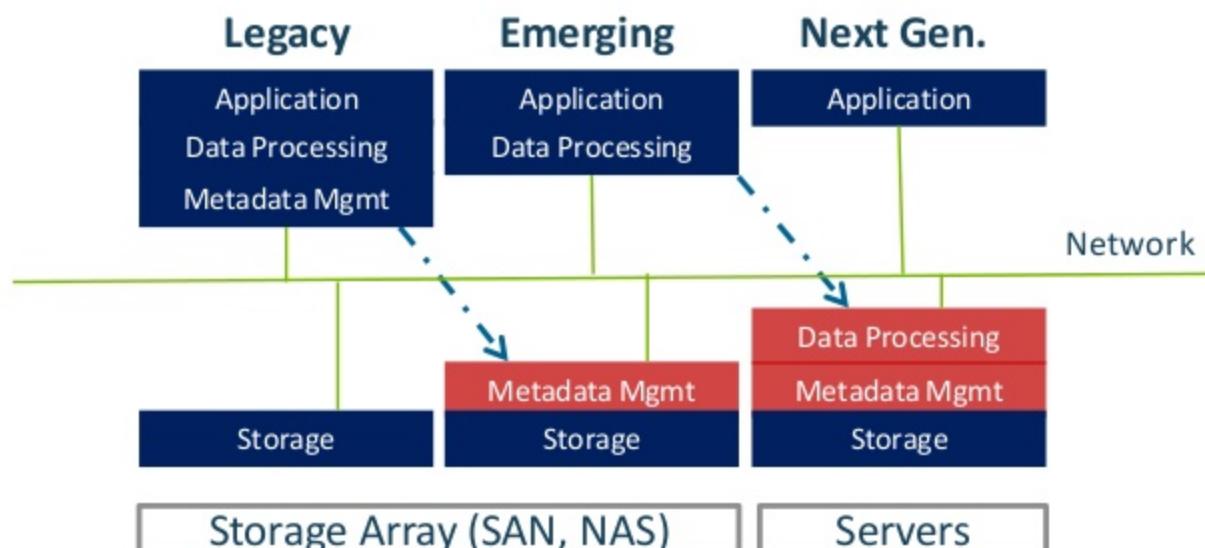 Legacy
Application
Data Processing
Metadata Mgmt
Storage
Emerging
Application
Data Processing
Metadata Mgmt
Storage
Next Gen.
Application
Network
Data Processing
Metadata Mgmt
Storage
Storage Array (SAN, NAS)
Servers